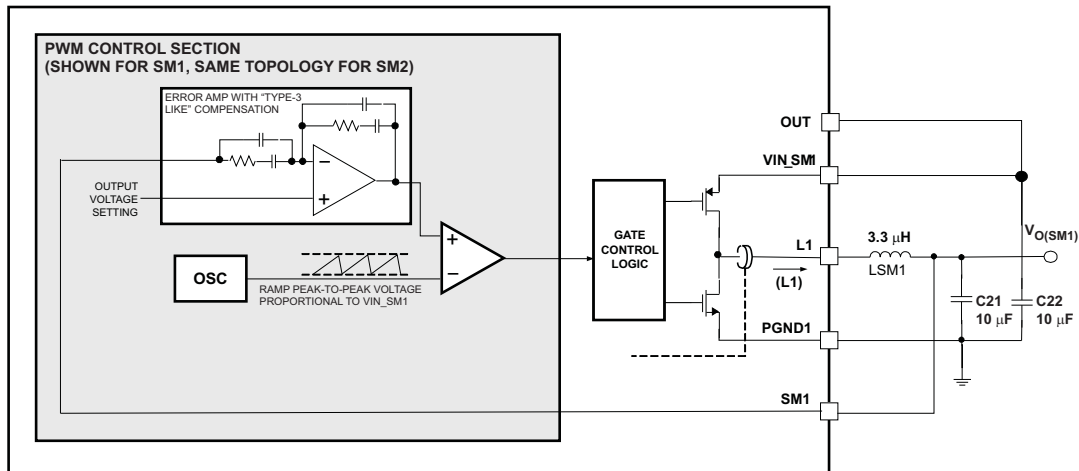 PWM CONTROL SECTION
(SHOWN FOR SM1, SAME TOPOLOGY FOR SM2)
ERROR AMP WITH “TYPE-3
LIKE” COMPENSATION
−
+
OUTPUT
VOLTAGE
SETTING
OSC
RAMP PEAK-TO-PEAK VOLTAGE
PROPORTIONAL TO VIN_SM1
+
−
GATE
CONTROL
LOGIC
OUT
VIN_SM1
L1
(L1)
PGND1
SM1
3.3 μH
LSM1
VO(SM1)
C21
10 μF
C22
10 μF